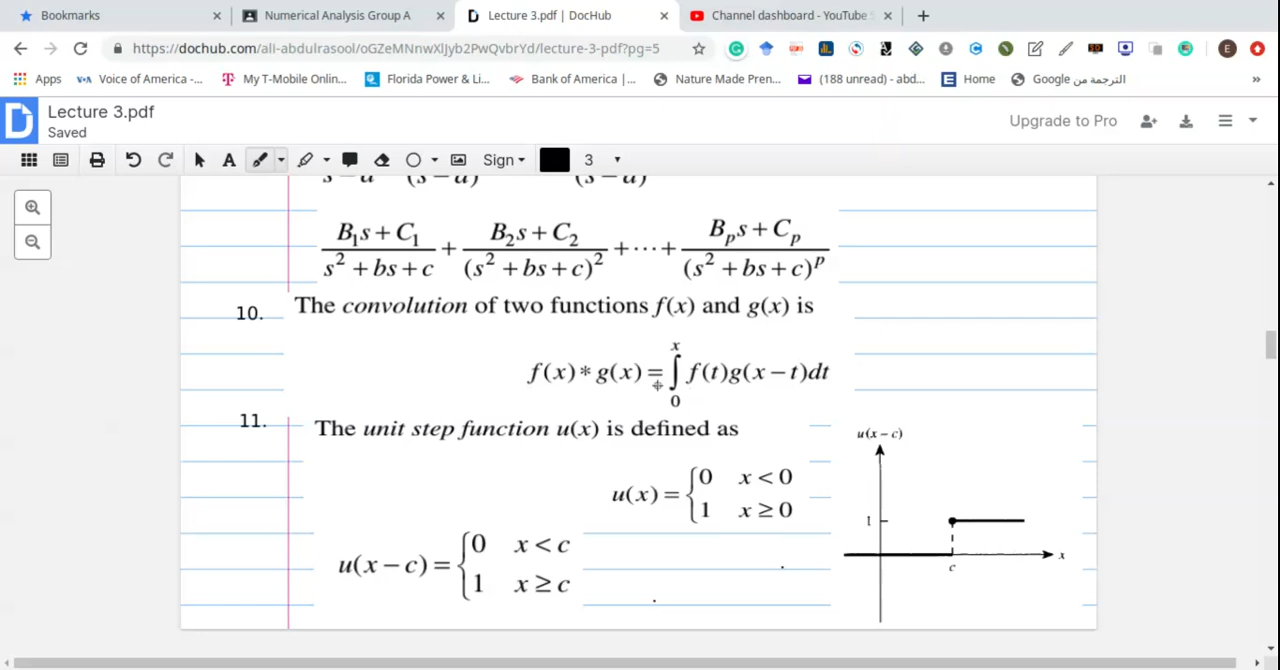 Bookmarks
Numerical Analysis Group A
Lecture 3.pdf | DocHub
Channel dashboard - YouTube
https://dochub.com/ali-abdulrasool/oGZeMNnwXlJyb2PwQvbrYd/lecture-3-pdf?pg=5
Apps
Voice of America -...
My T-Mobile Onlin...
Florida Power & Li...
Bank of America |...
Nature Made Pren...
(188 unread) - abd...
Home
الترجمة من Google
»
Lecture 3.pdf
Saved
Upgrade to Pro
Sign
3
s − a (s − a) (s − a)
B₁s + C₁ / s² + bs + c + B₂s + C₂ / (s² + bs + c)² + ⋯ + Bₚs + Cₚ / (s² + bs + c)ᵖ
10. The convolution of two functions f(x) and g(x) is
f(x) * g(x) = ∫₀ˣ f(t)g(x − t)dt
11. The unit step function u(x) is defined as
u(x) = { 0 x < 0
1 x ≥ 0
u(x − c) = { 0 x < c
1 x ≥ c
u(x − c)
1
x
c